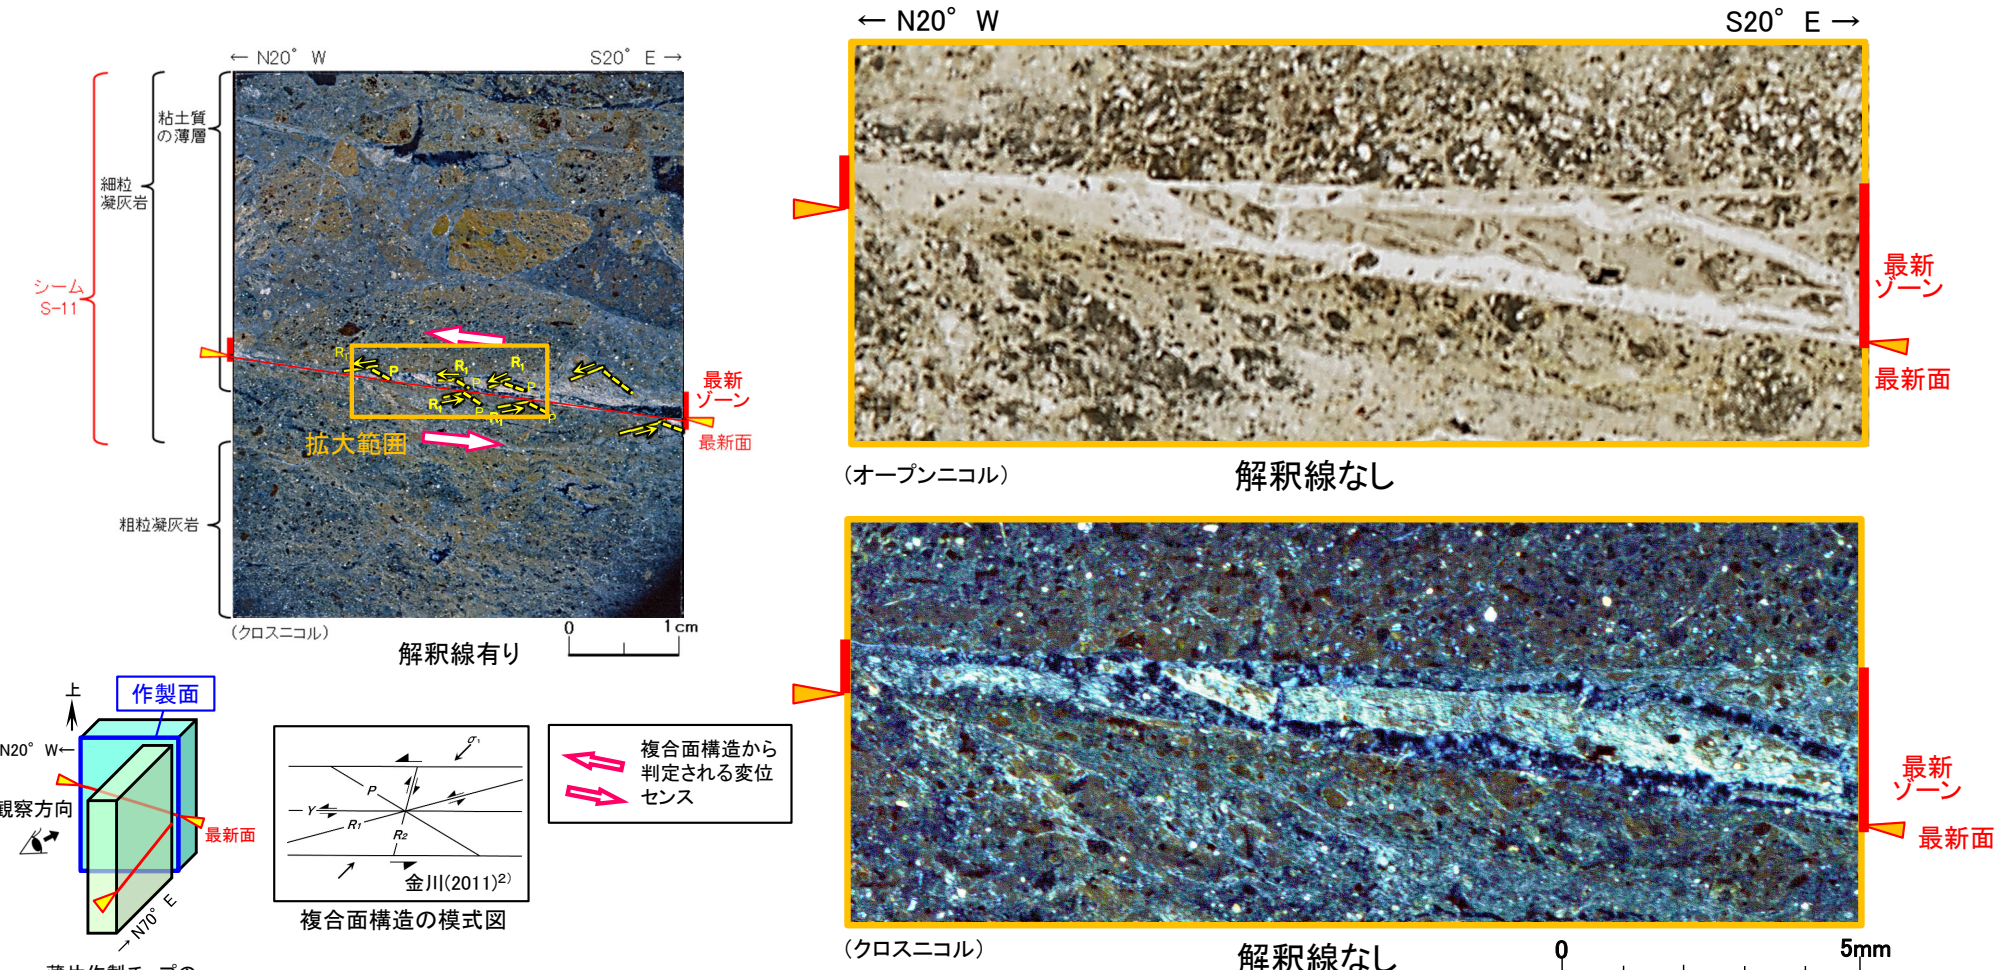 ← N20° W
S20° E →
粘土質
の薄層
細粒
凝灰岩
シーム
S-11
粗粒凝灰岩
R₁
P
R₁
P
R₁
P
R₁
P
R₁
P
拡大範囲
最新
ゾーン
最新面
(クロスニコル)
解釈線有り
0
1cm
← N20° W
S20° E →
最新
ゾーン
最新面
(オープンニコル)
解釈線なし
最新
ゾーン
最新面
(クロスニコル)
解釈線なし
0
5mm
上
作製面
N20° W←
観察方向
最新面
→ N70° E
σ₁
P
Y
R₁
R₂
金川(2011)²⁾
複合面構造の模式図
複合面構造から
判定される変位
センス